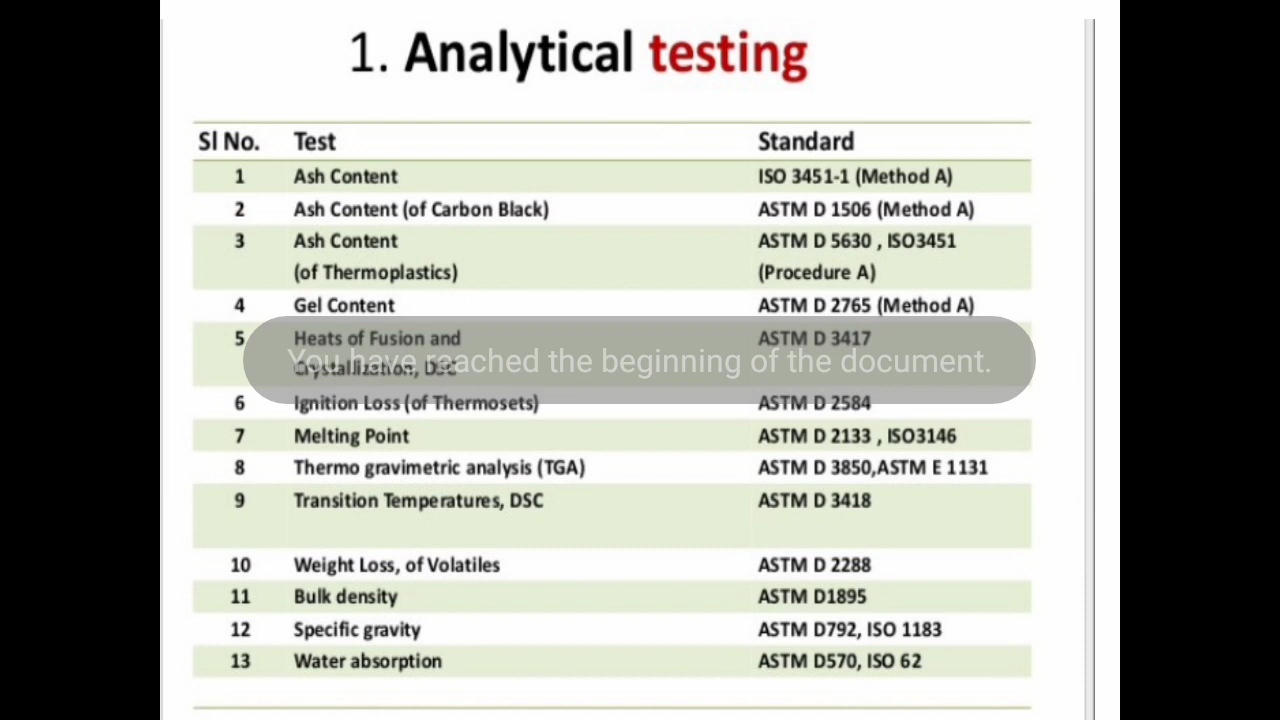 1. Analytical testing
Sl No. Test Standard
1 Ash Content ISO 3451-1 (Method A)
2 Ash Content (of Carbon Black) ASTM D 1506 (Method A)
3 Ash Content ASTM D 5630 , ISO3451
(of Thermoplastics) (Procedure A)
4 Gel Content ASTM D 2765 (Method A)
5 Heats of Fusion and ASTM D 3417
You have reached the beginning of the document.
Crystallization, DSC
6 Ignition Loss (of Thermosets) ASTM D 2584
7 Melting Point ASTM D 2133 , ISO3146
8 Thermo gravimetric analysis (TGA) ASTM D 3850,ASTM E 1131
9 Transition Temperatures, DSC ASTM D 3418
10 Weight Loss, of Volatiles ASTM D 2288
11 Bulk density ASTM D1895
12 Specific gravity ASTM D792, ISO 1183
13 Water absorption ASTM D570, ISO 62